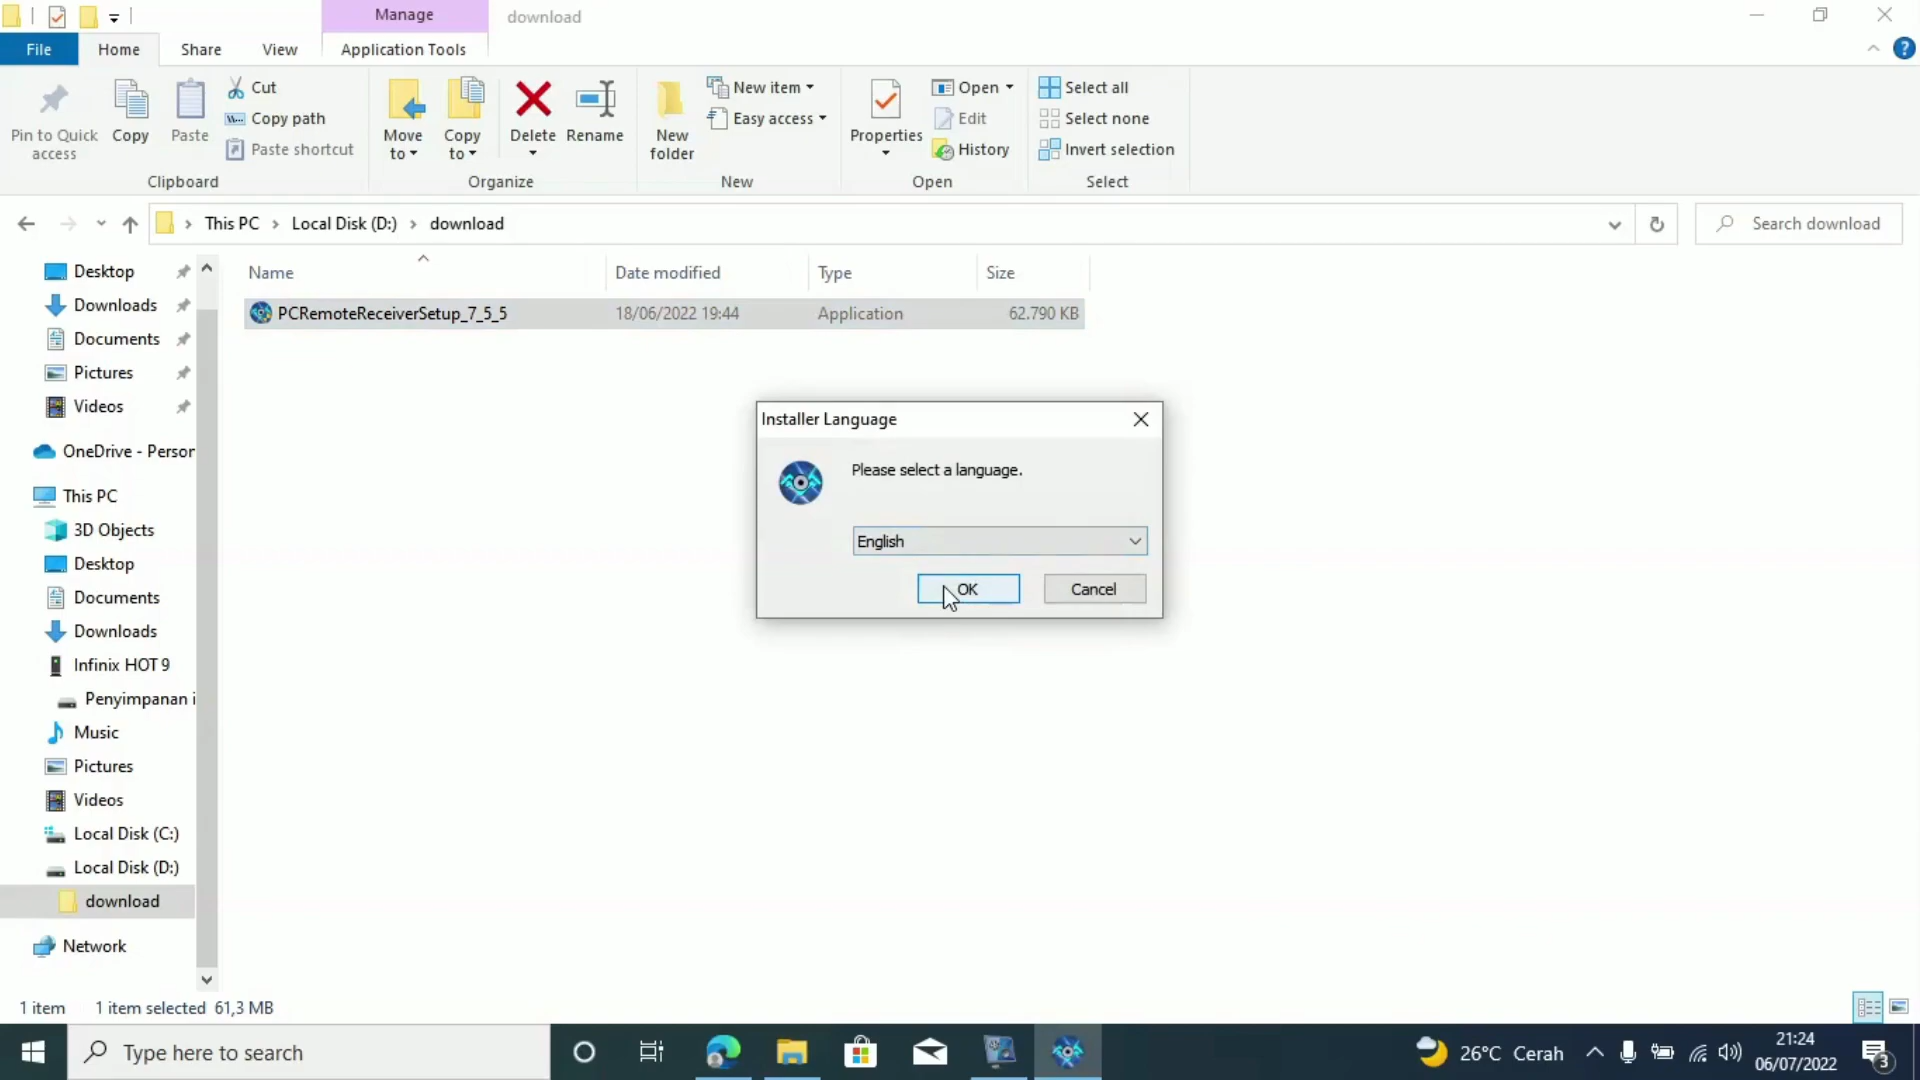 Manage
download
File
Home
Share
View
Application Tools
Pin to Quick
access
Copy
Paste
Cut
Copy path
Paste shortcut
Clipboard
Move
to
Copy
to
Delete
Rename
Organize
New
folder
New item
Easy access
New
Properties
Open
Edit
History
Open
Select all
Select none
Invert selection
Select
This PC
Local Disk (D:)
download
Search download
Name
Date modified
Type
Size
PCRemoteReceiverSetup_7_5_5
18/06/2022 19:44
Application
62.790 KB
Desktop
Downloads
Documents
Pictures
Videos
OneDrive - Person
This PC
3D Objects
Desktop
Documents
Downloads
Infinix HOT 9
Penyimpanan i
Music
Pictures
Videos
Local Disk (C:)
Local Disk (D:)
download
Network
Installer Language
Please select a language.
English
OK
Cancel
1 item
1 item selected 61,3 MB
Type here to search
26°C Cerah
21:24
06/07/2022
3